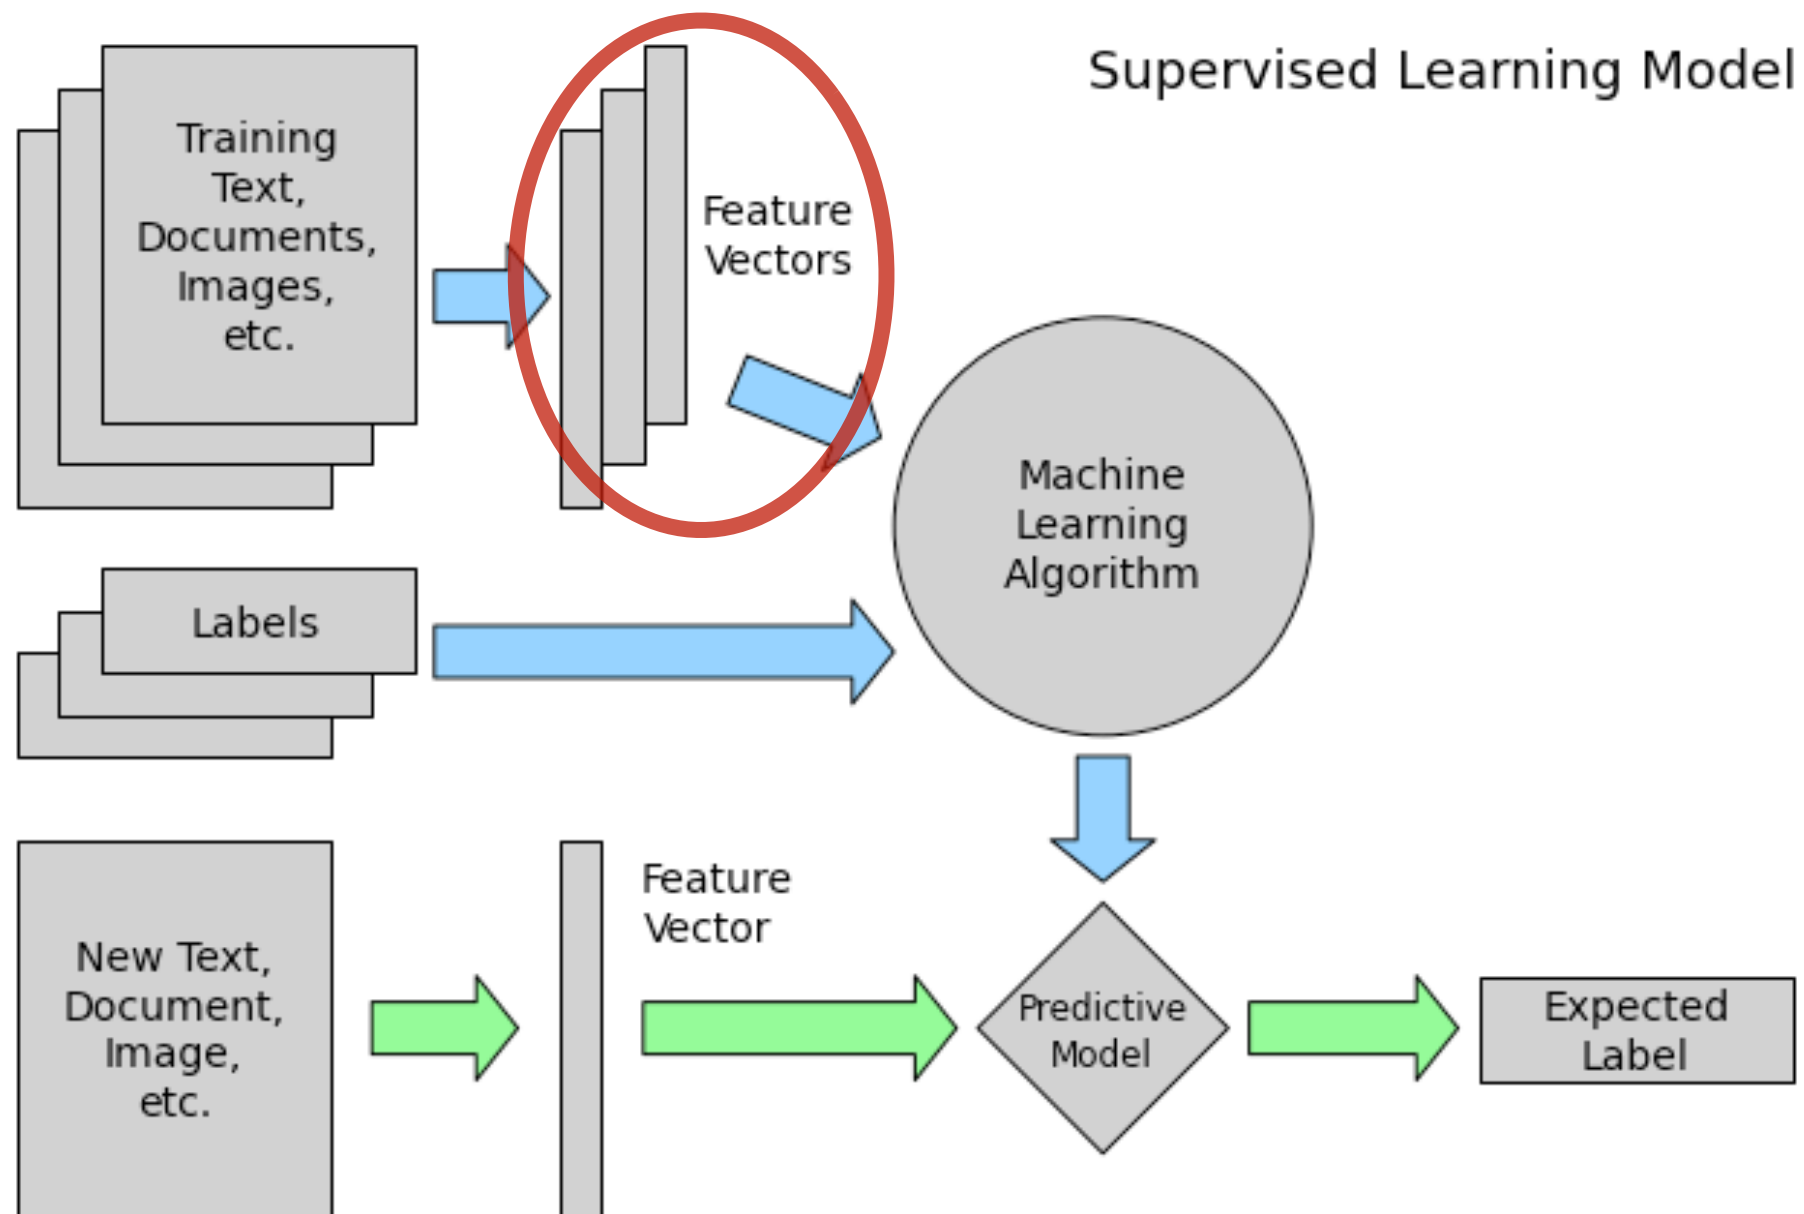 Supervised Learning Model
Training
Text,
Documents,
Images,
etc.
Feature
Vectors
Machine
Learning
Algorithm
Labels
New Text,
Document,
Image,
etc.
Feature
Vector
Predictive
Model
Expected
Label